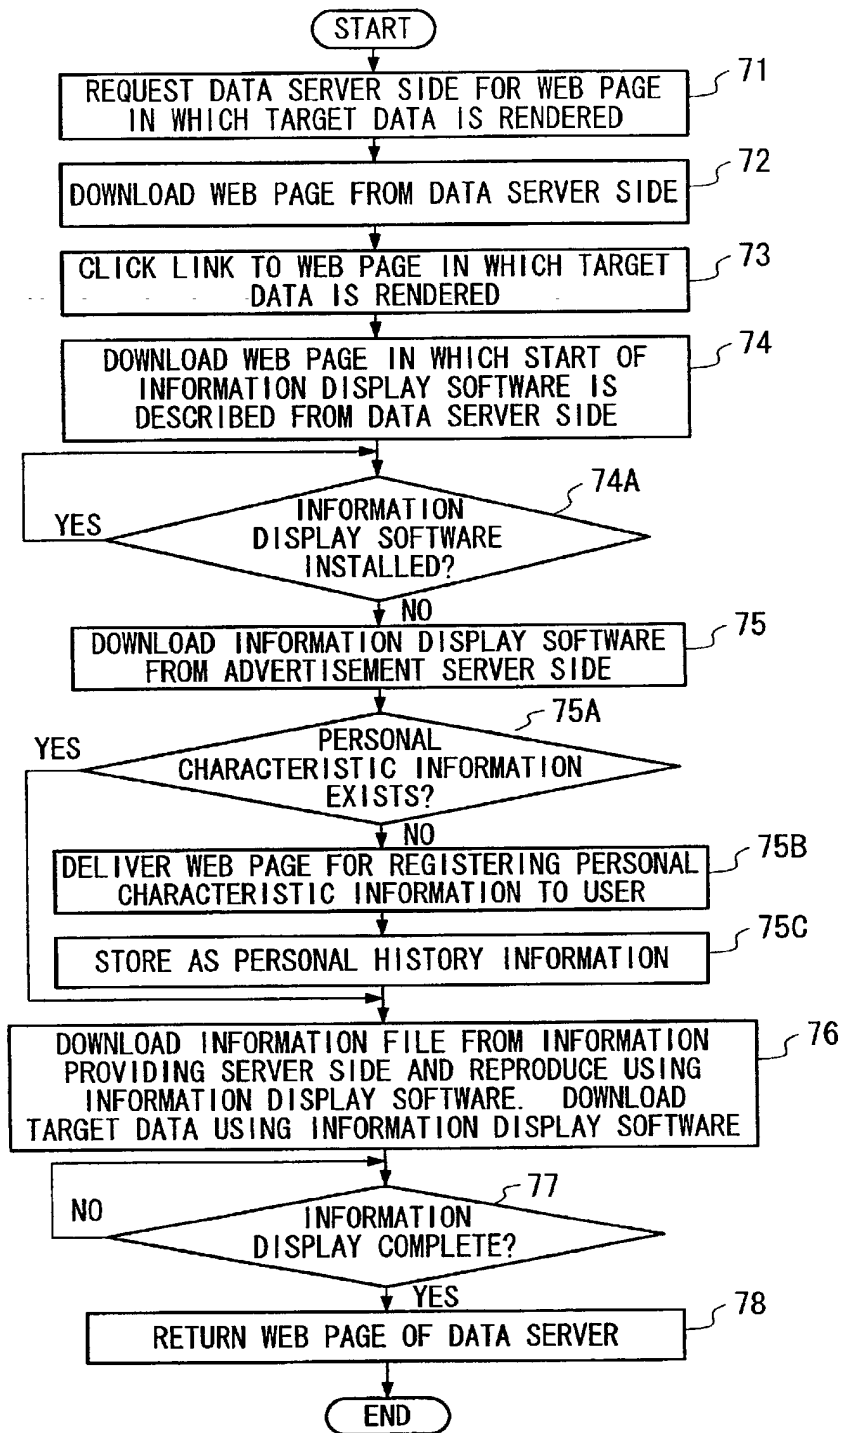 START
71
REQUEST DATA SERVER SIDE FOR WEB PAGE
IN WHICH TARGET DATA IS RENDERED
72
DOWNLOAD WEB PAGE FROM DATA SERVER SIDE
73
CLICK LINK TO WEB PAGE IN WHICH TARGET
DATA IS RENDERED
74
DOWNLOAD WEB PAGE IN WHICH START OF
INFORMATION DISPLAY SOFTWARE IS
DESCRIBED FROM DATA SERVER SIDE
74A
YES
INFORMATION
DISPLAY SOFTWARE
INSTALLED?
NO
75
DOWNLOAD INFORMATION DISPLAY SOFTWARE
FROM ADVERTISEMENT SERVER SIDE
75A
YES
PERSONAL
CHARACTERISTIC INFORMATION
EXISTS?
NO
75B
DELIVER WEB PAGE FOR REGISTERING PERSONAL
CHARACTERISTIC INFORMATION TO USER
75C
STORE AS PERSONAL HISTORY INFORMATION
76
DOWNLOAD INFORMATION FILE FROM INFORMATION
PROVIDING SERVER SIDE AND REPRODUCE USING
INFORMATION DISPLAY SOFTWARE. DOWNLOAD
TARGET DATA USING INFORMATION DISPLAY SOFTWARE
77
NO
INFORMATION
DISPLAY COMPLETE?
YES
78
RETURN WEB PAGE OF DATA SERVER
END